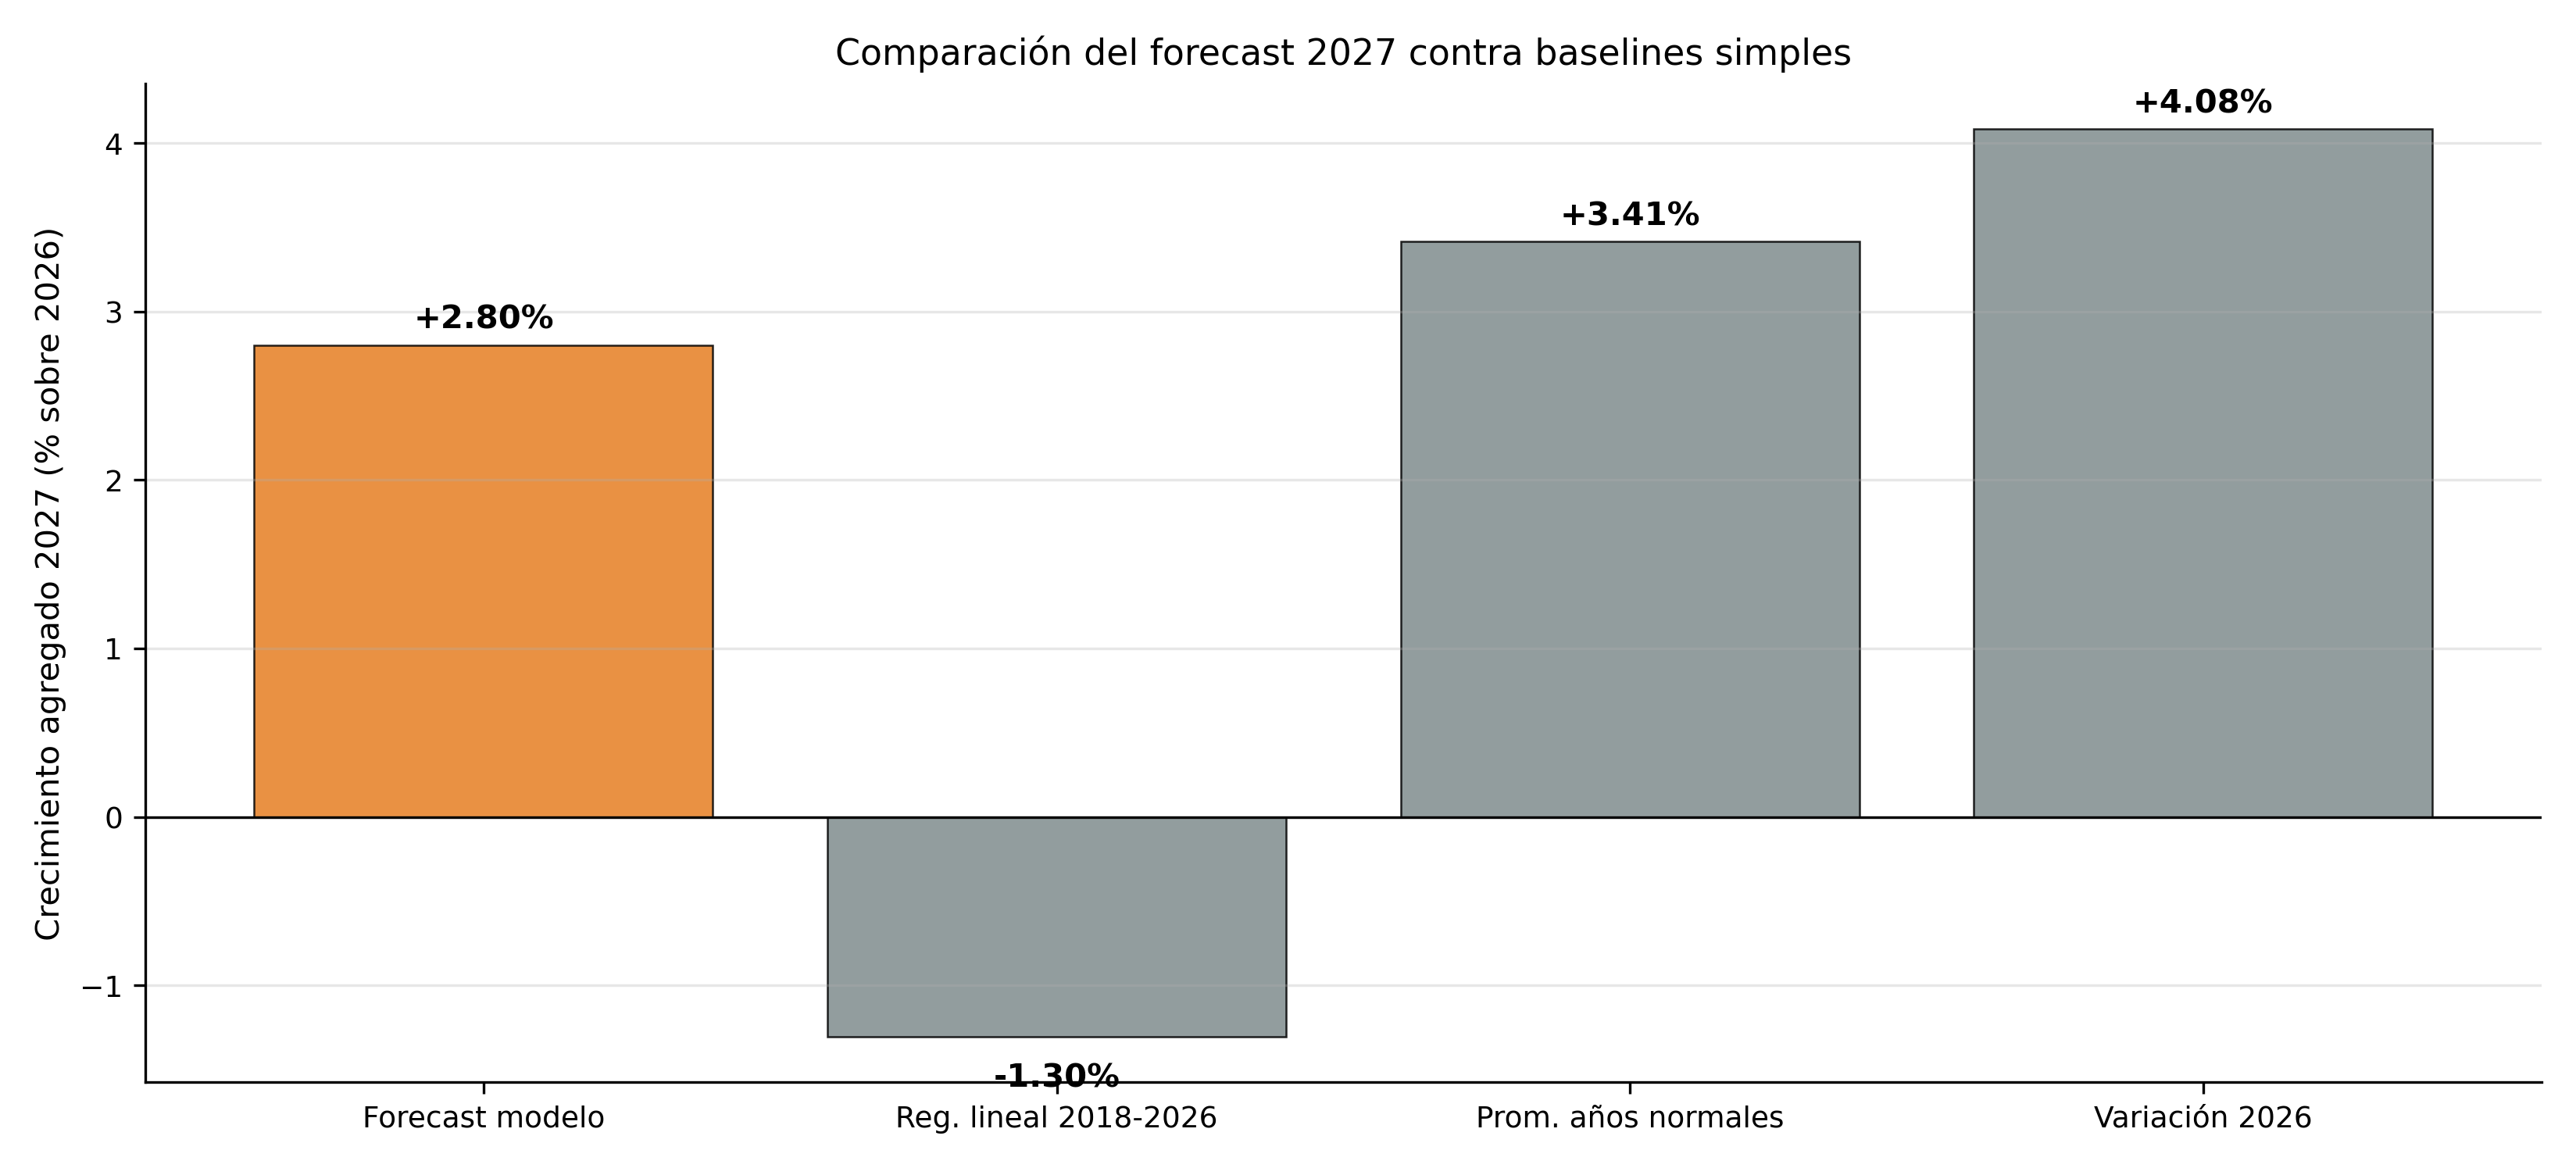 Comparación del forecast 2027 contra baselines simples
Crecimiento agregado 2027 (% sobre 2026)
4
3
2
1
0
−1
+2.80%
-1.30%
+3.41%
+4.08%
Forecast modelo
Reg. lineal 2018-2026
Prom. años normales
Variación 2026